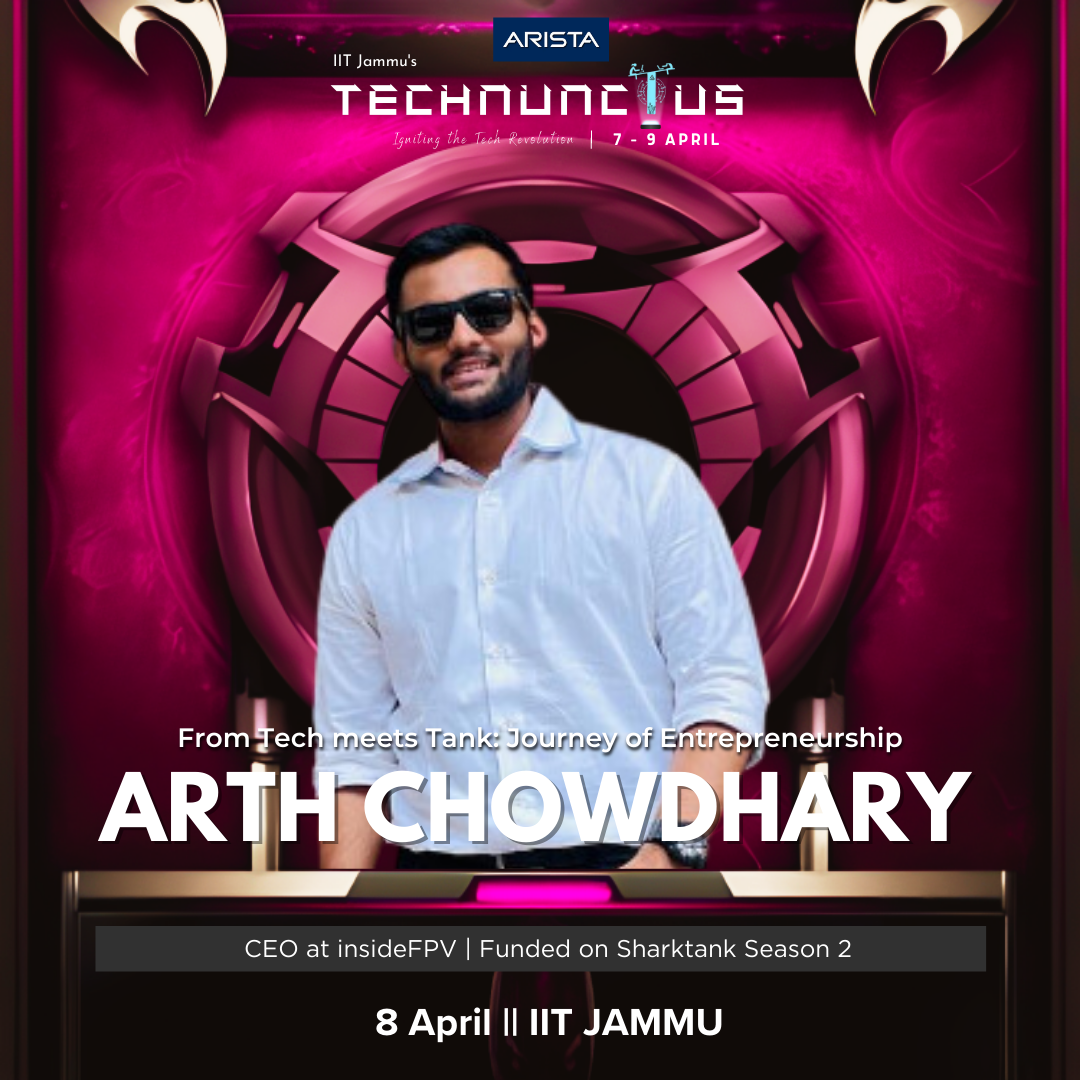 ARISTA
IIT Jammu's
TECHNUNCTUS
Igniting the Tech Revolution | 7 - 9 APRIL
From Tech meets Tank: Journey of Entrepreneurship
ARTH CHOWDHARY
CEO at insideFPV | Funded on Sharktank Season 2
8 April || IIT JAMMU